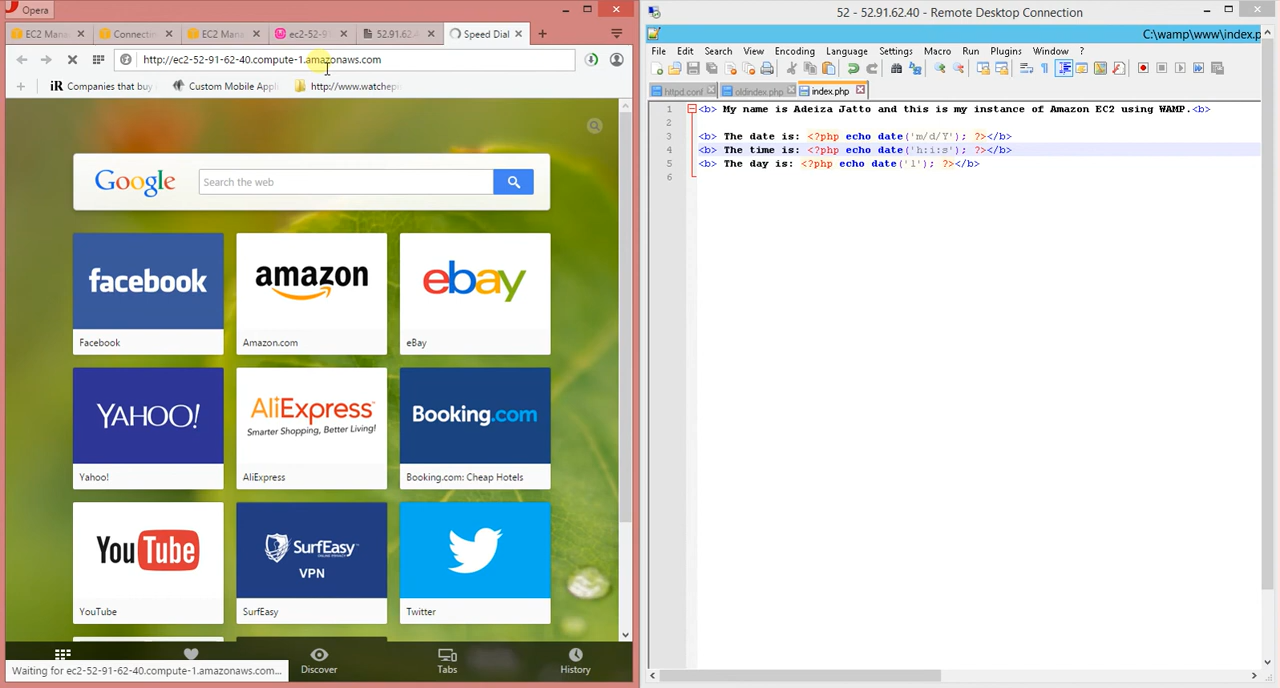 Opera
EC2 Mana
Connectin
EC2 Mana
ec2-52-9
52.91.62.4
Speed Dial
http://ec2-52-91-62-40.compute-1.amazonaws.com
iR Companies that buy
Custom Mobile Appli
http://www.watchepi
Google
Search the web
facebook
amazon
ebay
Facebook
Amazon.com
eBay
YAHOO!
AliExpress
Smarter Shopping, Better Living!
Booking.com
Yahoo!
AliExpress
Booking.com: Cheap Hotels
YouTube
SurfEasy
VPN
YouTube
SurfEasy
Twitter
Discover
Tabs
History
Waiting for ec2-52-91-62-40.compute-1.amazonaws.com...
52 - 52.91.62.40 - Remote Desktop Connection
C:\wamp\www\index.p
File Edit Search View Encoding Language Settings Macro Run Plugins Window ?
httpd.conf oldindex.php index.php
1 <b> My name is Adeiza Jatto and this is my instance of Amazon EC2 using WAMP.<b>
2
3 <b> The date is: <?php echo date('m/d/Y'); ?></b>
4 <b> The time is: <?php echo date('h:i:s'); ?></b>
5 <b> The day is: <?php echo date('l'); ?></b>
6